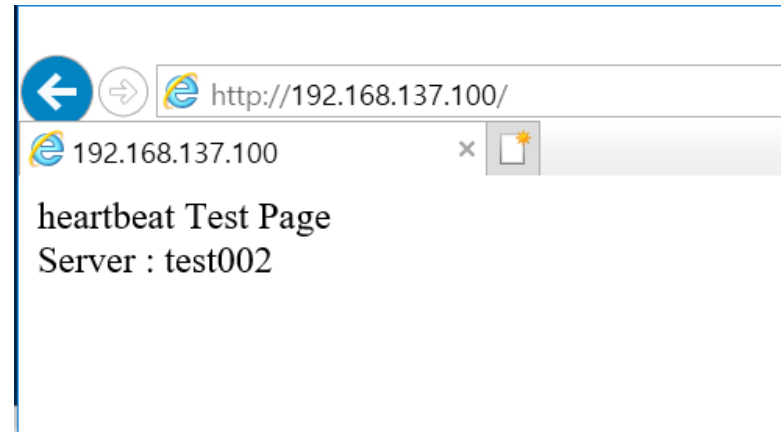 http://192.168.137.100/
192.168.137.100
heartbeat Test Page
Server : test002